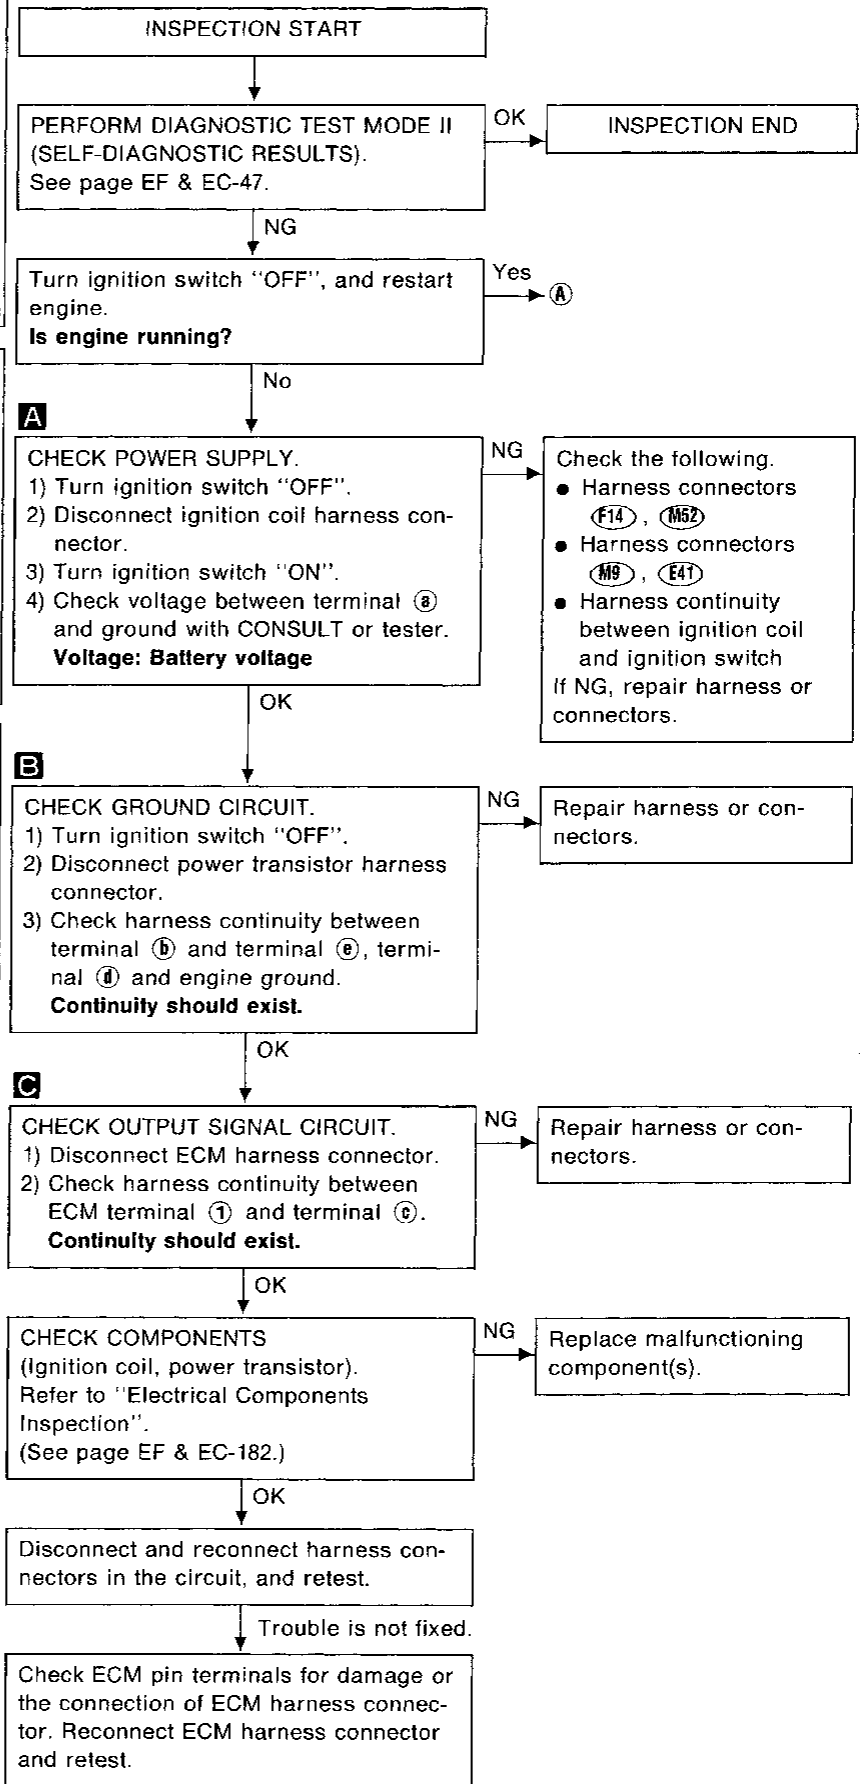 INSPECTION START
PERFORM DIAGNOSTIC TEST MODE II
(SELF-DIAGNOSTIC RESULTS).
See page EF & EC-47.
OK
INSPECTION END
NG
Turn ignition switch "OFF", and restart
engine.
Is engine running?
Yes
Ⓐ
No
A
CHECK POWER SUPPLY.
1) Turn ignition switch "OFF".
2) Disconnect ignition coil harness con-
nector.
3) Turn ignition switch "ON".
4) Check voltage between terminal ⓐ
and ground with CONSULT or tester.
Voltage: Battery voltage
NG
Check the following.
● Harness connectors
F14 , M52
● Harness connectors
M9 , E41
● Harness continuity
between ignition coil
and ignition switch
If NG, repair harness or
connectors.
OK
B
CHECK GROUND CIRCUIT.
1) Turn ignition switch "OFF".
2) Disconnect power transistor harness
connector.
3) Check harness continuity between
terminal ⓑ and terminal ⓔ, termi-
nal ⓓ and engine ground.
Continuity should exist.
NG
Repair harness or con-
nectors.
OK
C
CHECK OUTPUT SIGNAL CIRCUIT.
1) Disconnect ECM harness connector.
2) Check harness continuity between
ECM terminal ① and terminal ⓒ.
Continuity should exist.
NG
Repair harness or con-
nectors.
OK
CHECK COMPONENTS
(Ignition coil, power transistor).
Refer to "Electrical Components
Inspection".
(See page EF & EC-182.)
NG
Replace malfunctioning
component(s).
OK
Disconnect and reconnect harness con-
nectors in the circuit, and retest.
Trouble is not fixed.
Check ECM pin terminals for damage or
the connection of ECM harness connec-
tor. Reconnect ECM harness connector
and retest.